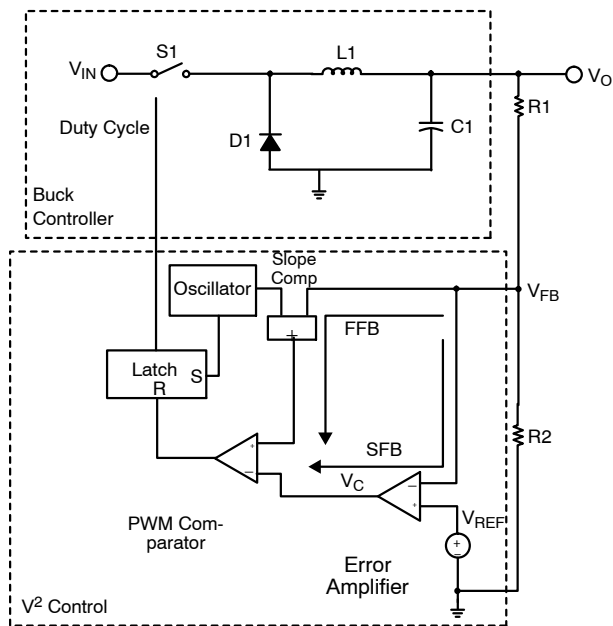 S1
L1
V_IN
V_O
R1
Duty Cycle
D1
C1
Buck
Controller
Slope
Comp
Oscillator
V_FB
+
FFB
Latch
S
R
R2
SFB
+
−
V_C
−
+
V_REF
PWM Com-
parator
+
−
Error
Amplifier
V² Control